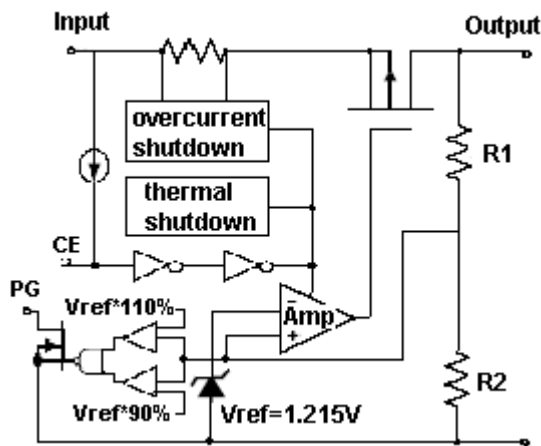 Input
Output
overcurrent
shutdown
R1
thermal
shutdown
CE
PG
Vref*110%
−
Amp
+
Vref*90%
Vref=1.215V
R2